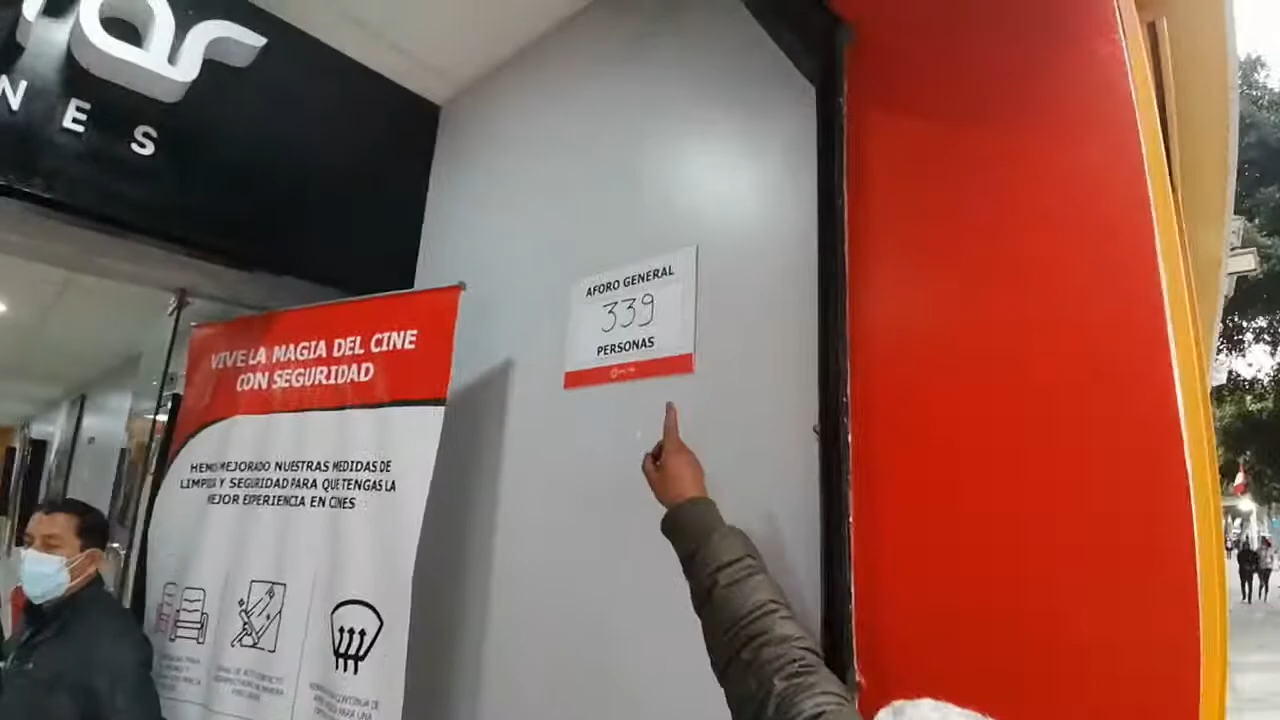 NES
VIVE LA MAGIA DEL CINE
CON SEGURIDAD
HEMOS MEJORADO NUESTRAS MEDIDAS DE
LIMPIEZA Y SEGURIDAD PARA QUE TENGAS LA
MEJOR EXPERIENCIA EN CINES
AFORO GENERAL
339
PERSONAS